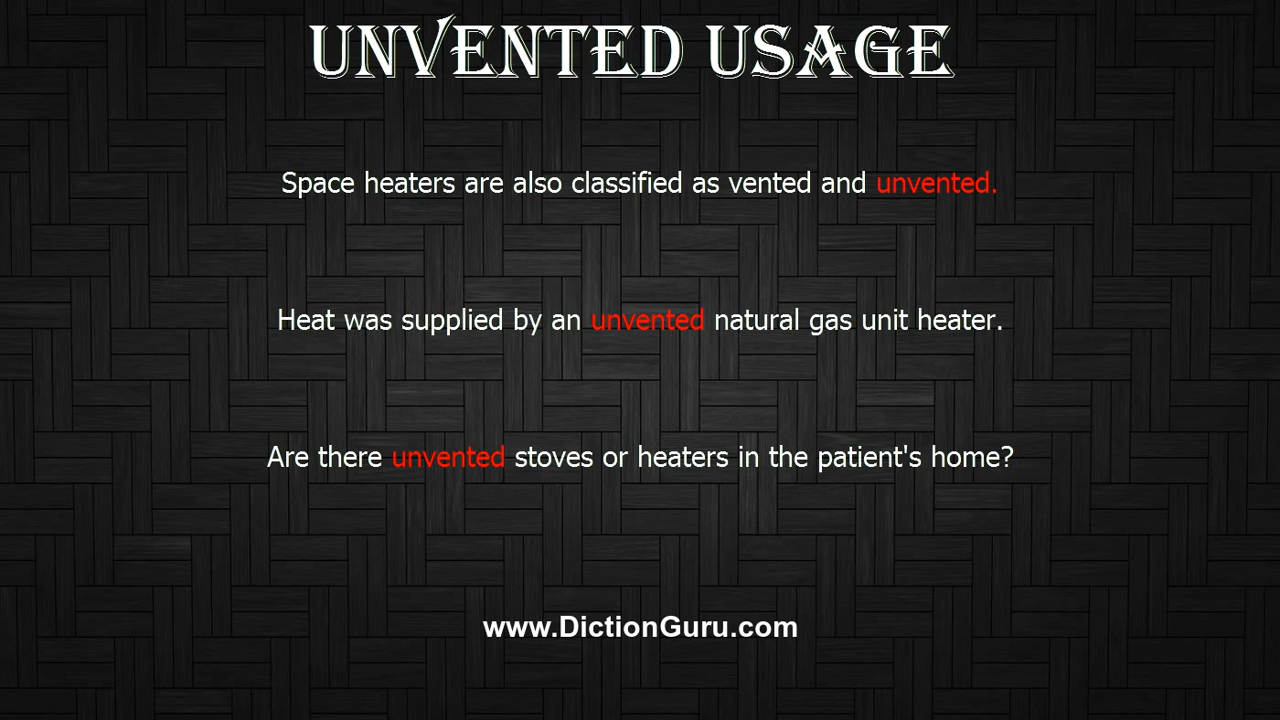 UNVENTED USAGE
Space heaters are also classified as vented and unvented.
Heat was supplied by an unvented natural gas unit heater.
Are there unvented stoves or heaters in the patient's home?
www.DictionGuru.com